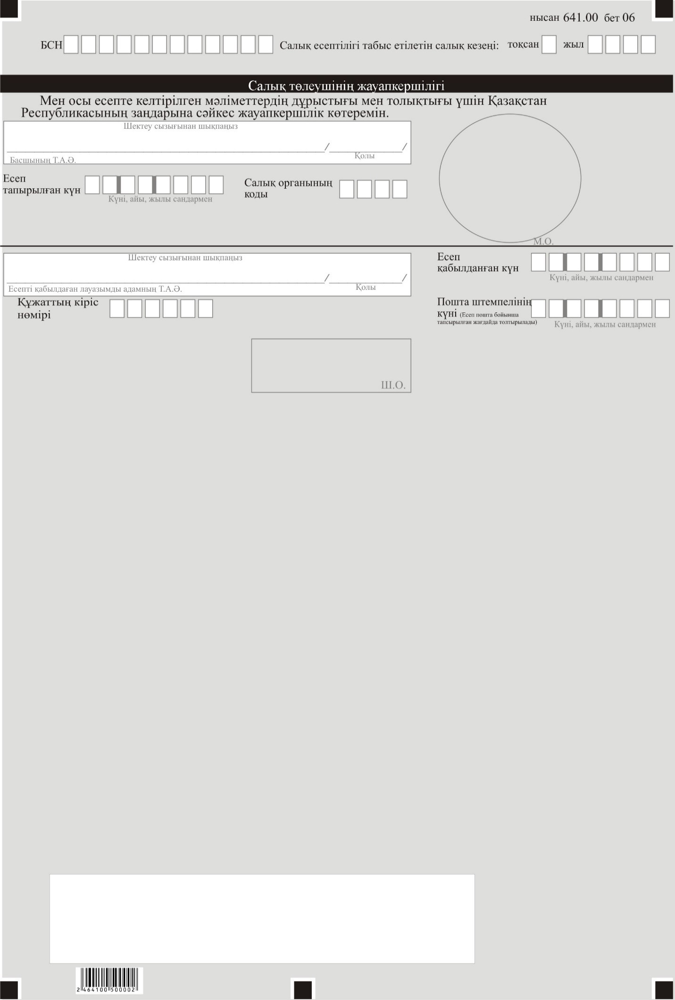 нысан 641.00 бет 06
БСН Салық есептілігі табыс етілетін салық кезеңі: тоқсан жыл
Салық төлеушінің жауапкершілігі
Мен осы есепте келтірілген мәліметтердің дұрыстығы мен толықтығы үшін Қазақстан
Республикасының заңдарына сәйкес жауапкершілік көтеремін.
Шектеу сызығынан шықпаңыз
/ /
Басшының Т.А.Ә. Қолы
Есеп
тапырылған күн
Күні, айы, жылы сандармен
Салық органының
коды
М.О.
Шектеу сызығынан шықпаңыз
/ /
Есепті қабылдаған лауазымды адамның Т.А.Ә. Қолы
Есеп
қабылданған күн
Күні, айы, жылы сандармен
Құжаттың кіріс
нөмірі
Пошта штемпелінің
күні (Есеп пошта бойынша
тапсырылған жағдайда толтырылады)
Күні, айы, жылы сандармен
Ш.О.
2 464100 500002